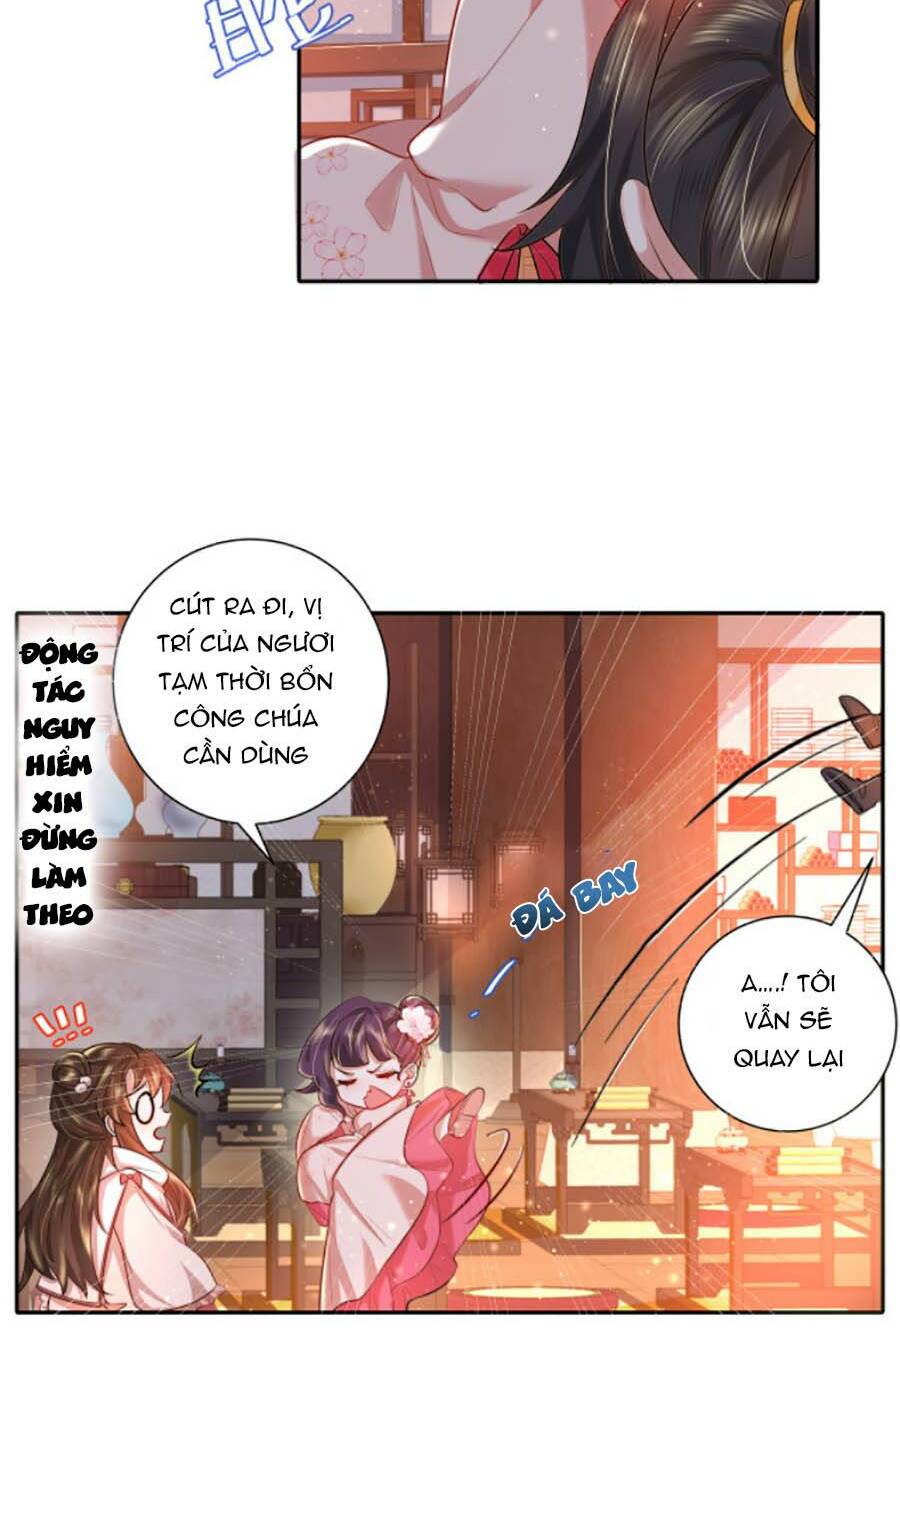 CÚT RA ĐI, VỊ
TRÍ CỦA NGƯƠI
TẠM THỜI BỔN
CÔNG CHÚA
CẦN DÙNG
ĐỘNG
TÁC
NGUY
HIỂM
XIN
ĐỪNG
LÀM
THEO
ĐÁ BAY
A....! TÔI
VẪN SẼ
QUAY LẠI
!!!